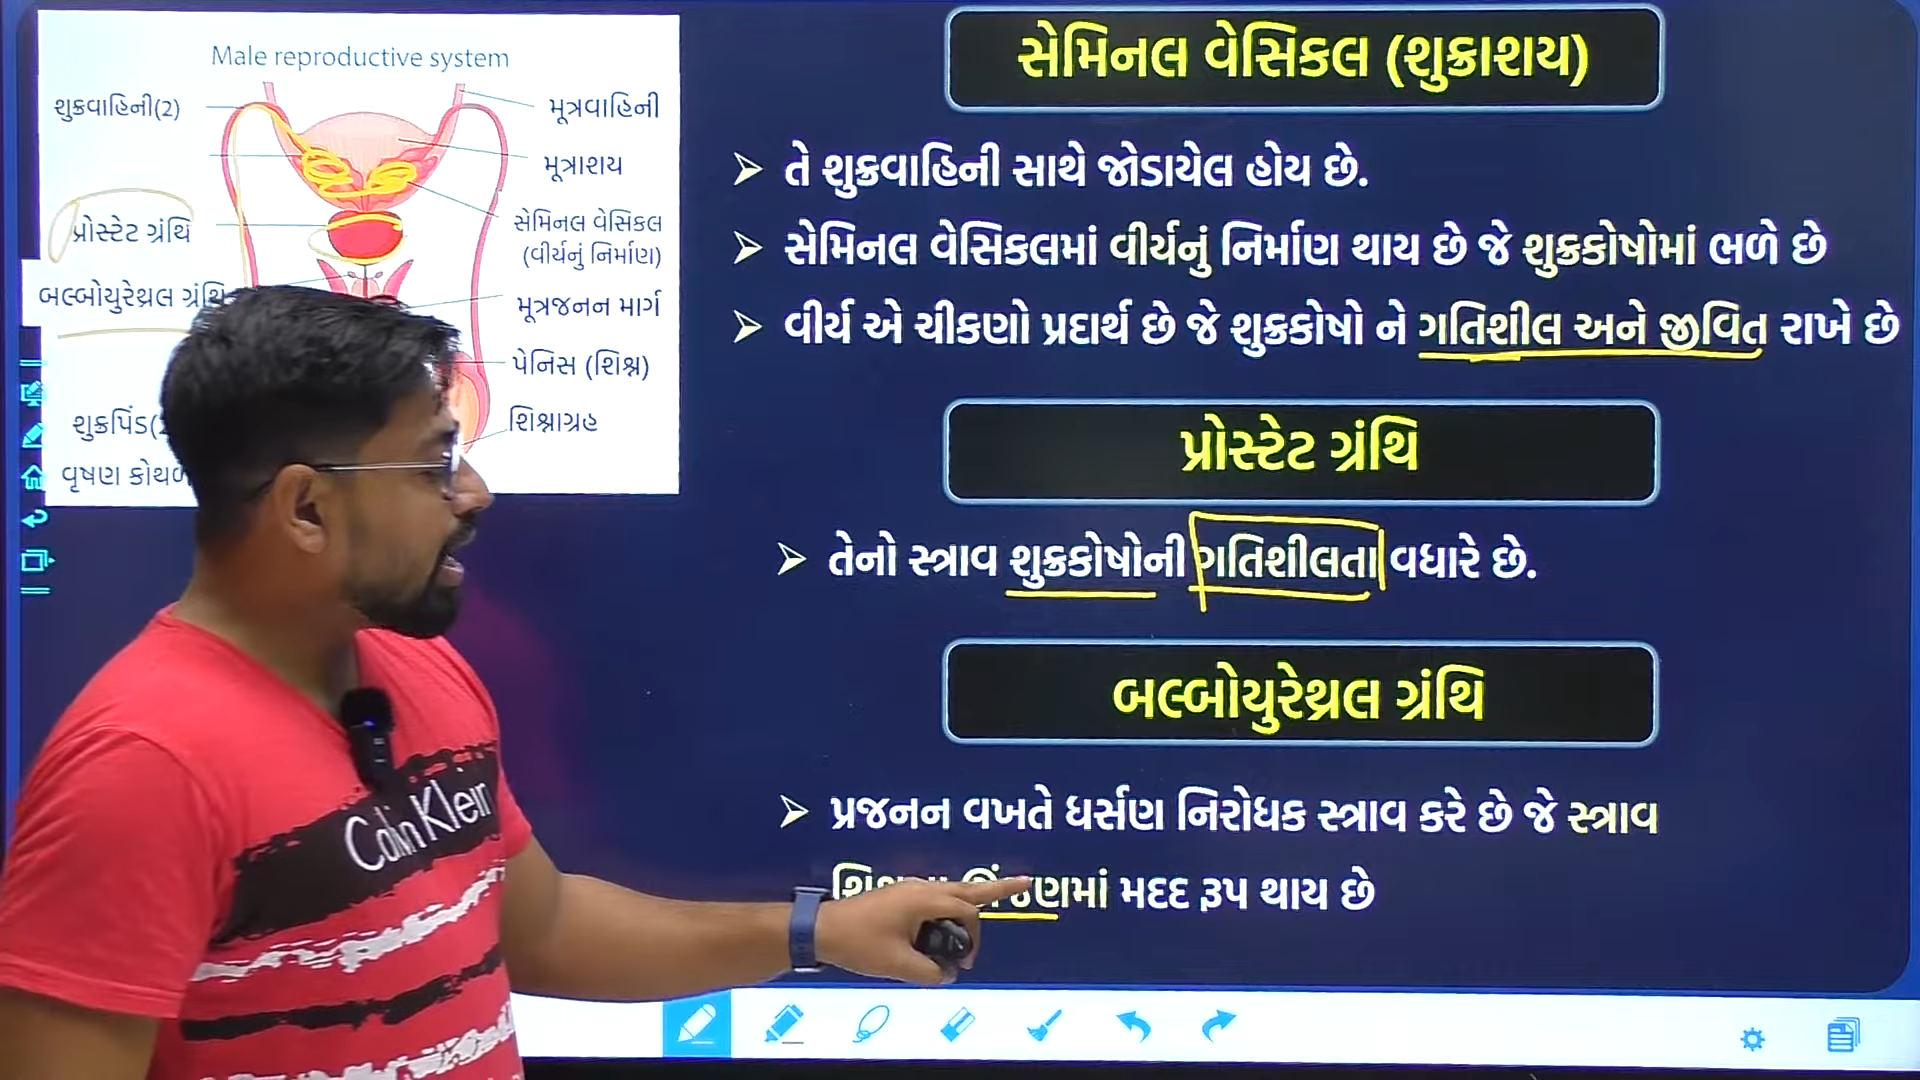 Male reproductive system
શુક્રવાહિની(2)
મૂત્રવાહિની
મૂત્રાશય
પ્રોસ્ટેટ ગ્રંથિ
સેમિનલ વેસિકલ
(વીર્યનું નિર્માણ)
બલ્બોયુરેથ્રલ ગ્રંથિ
મૂત્રજનન માર્ગ
પેનિસ (શિશ્ન)
શુક્રપિંડ(
શિશ્નાગ્રહ
વૃષણ
સેમિનલ વેસિકલ (શુક્રાશય)
તે શુક્રવાહિની સાથે જોડાયેલ હોય છે.
સેમિનલ વેસિકલમાં વીર્યનું નિર્માણ થાય છે જે શુક્રકોષોમાં ભળે છે
વીર્ય એ ચીકણો પ્રદાર્થ છે જે શુક્રકોષો ને ગતિશીલ અને જીવિત રાખે છે
પ્રોસ્ટેટ ગ્રંથિ
તેનો સ્ત્રાવ શુક્રકોષોની ગતિશીલતા વધારે છે.
બલ્બોયુરેથ્રલ ગ્રંથિ
પ્રજનન વખતે ઘર્સણ નિરોધક સ્ત્રાવ કરે છે જે સ્ત્રાવ
મદદ રૂપ થાય છે
Calvin Klein